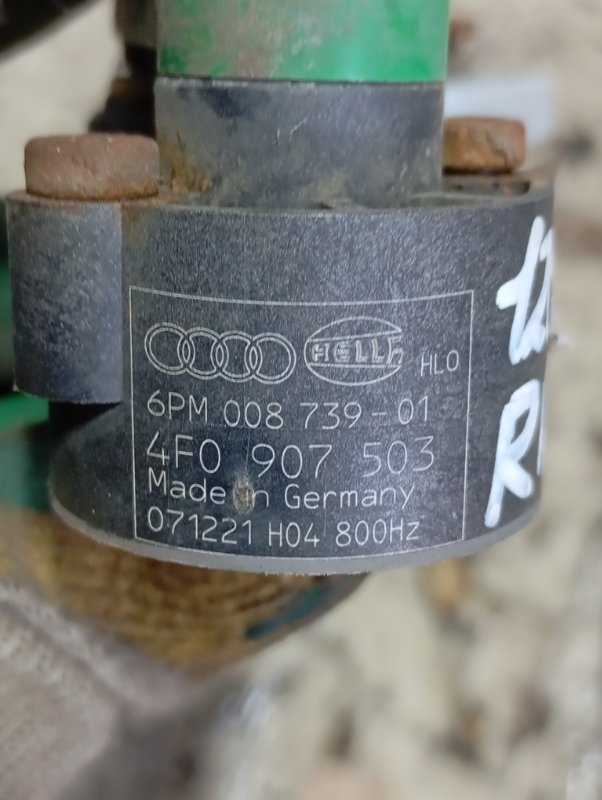 HELLA HLO
6PM 008 739-01
4F0 907 503
Made in Germany
071221 H04 800Hz